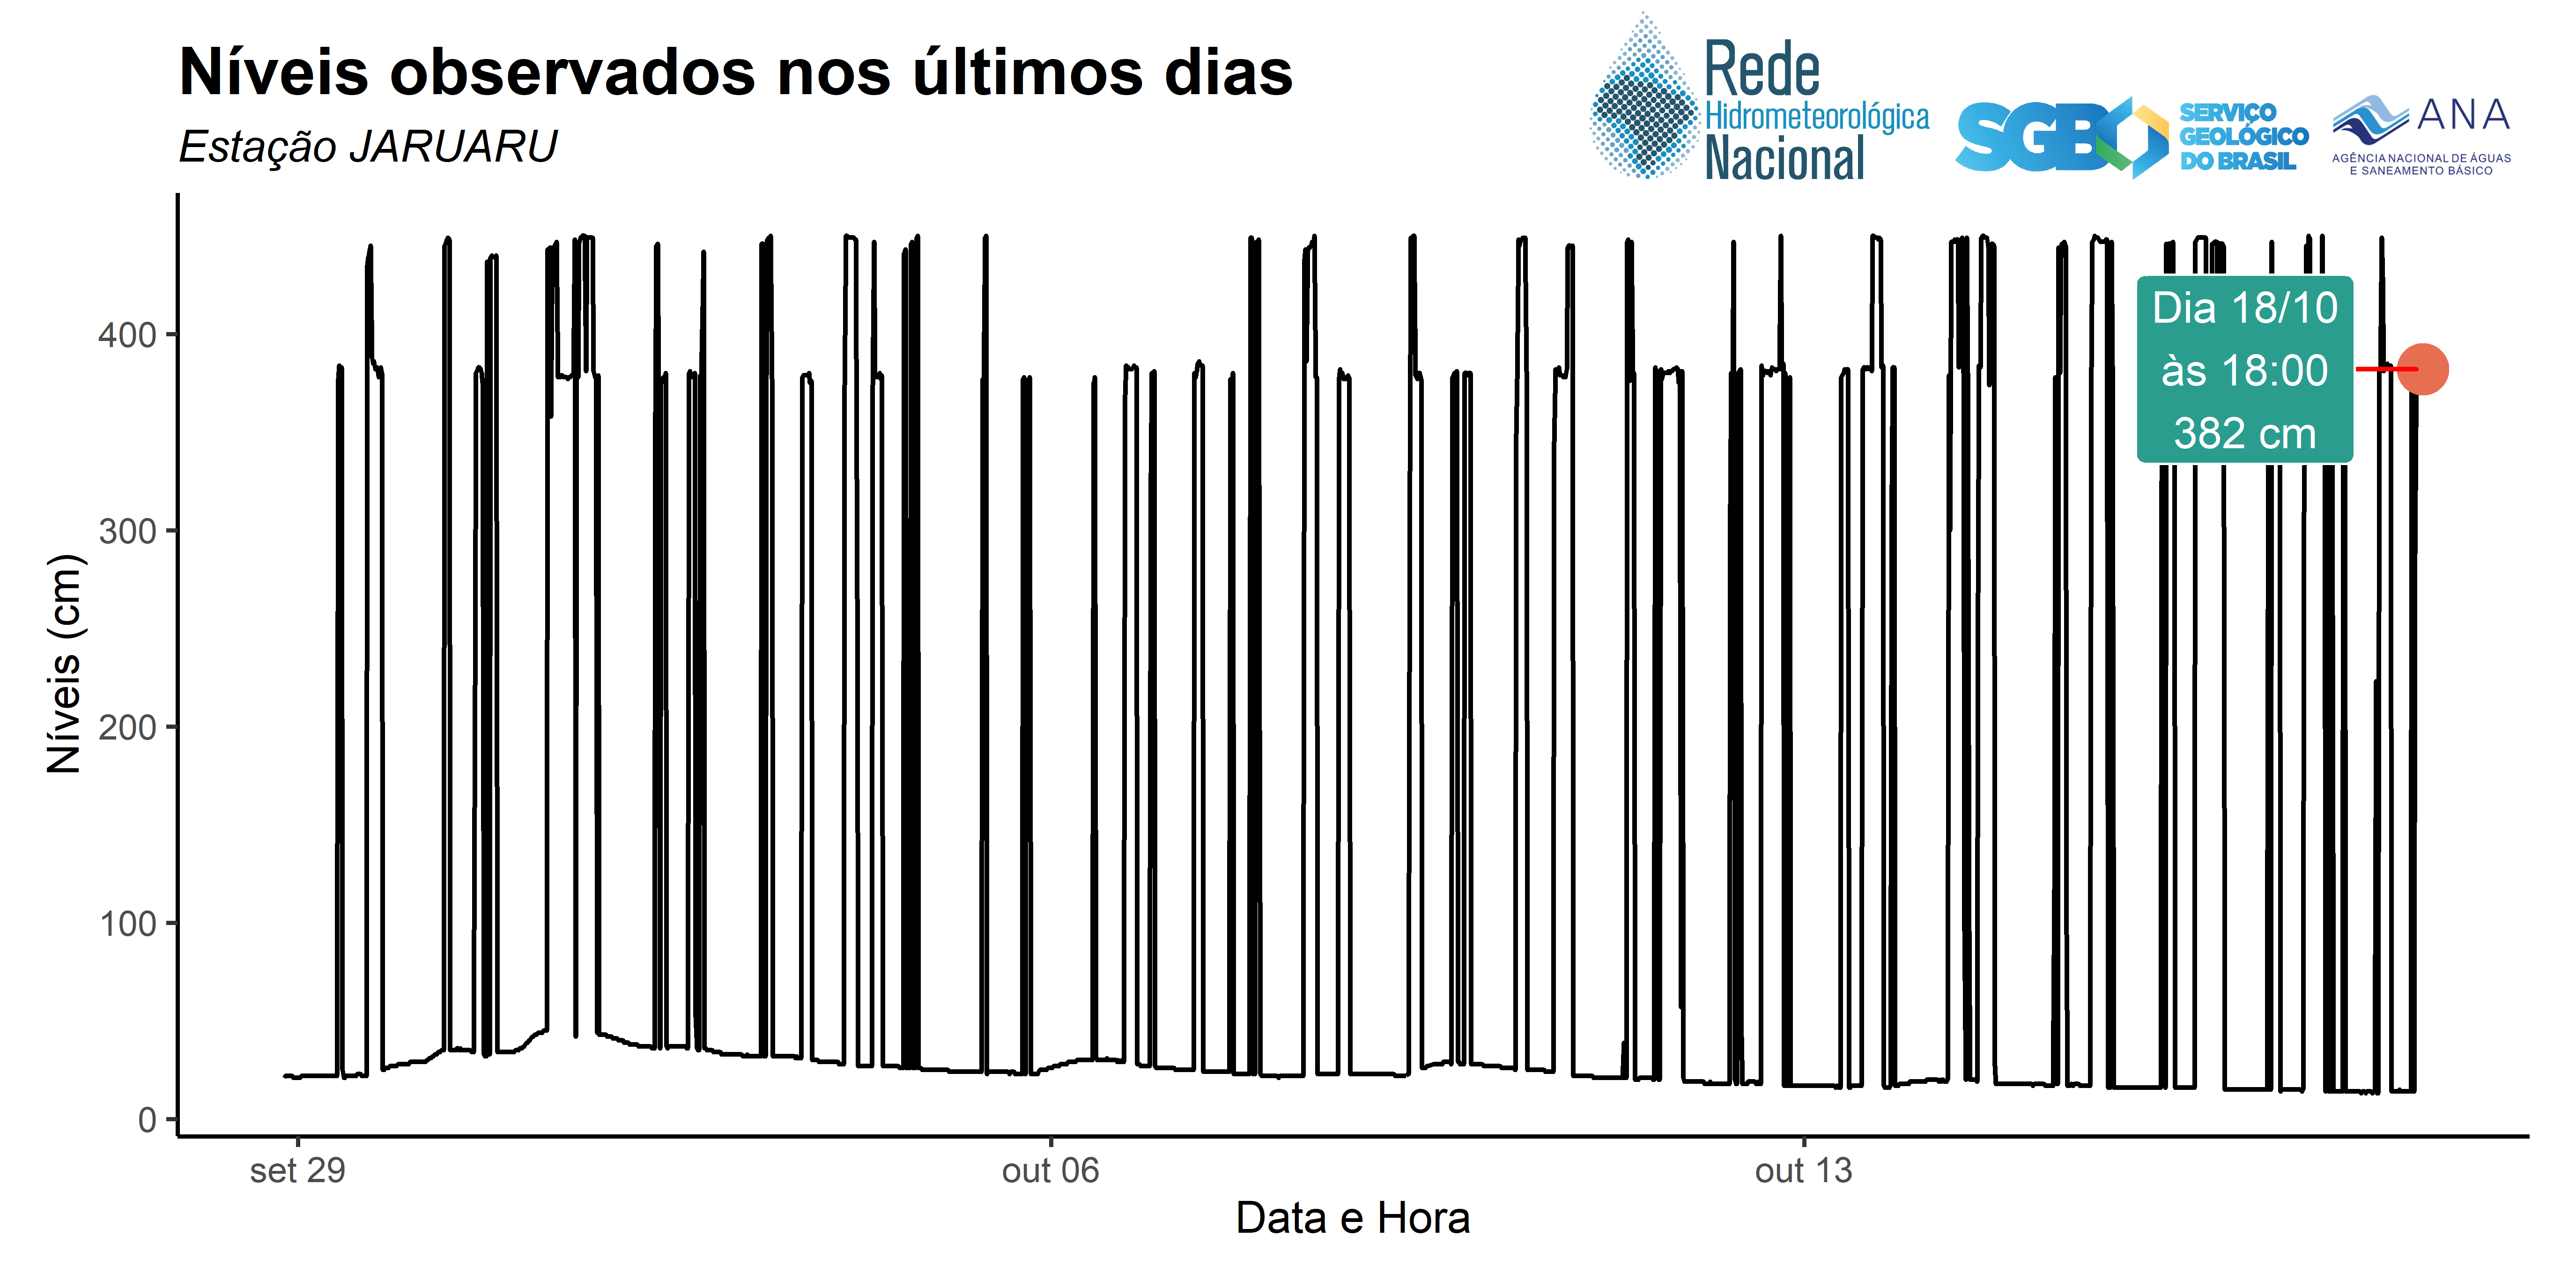 Níveis observados nos últimos dias
Estação JARUARU
Rede
Hidrometeorológica
Nacional
SGB
SERVIÇO
GEOLÓGICO
DO BRASIL
ANA
AGÊNCIA NACIONAL DE ÁGUAS
E SANEAMENTO BÁSICO
Níveis (cm)
400
300
200
100
0
Dia 18/10
às 18:00
382 cm
set 29
out 06
out 13
Data e Hora